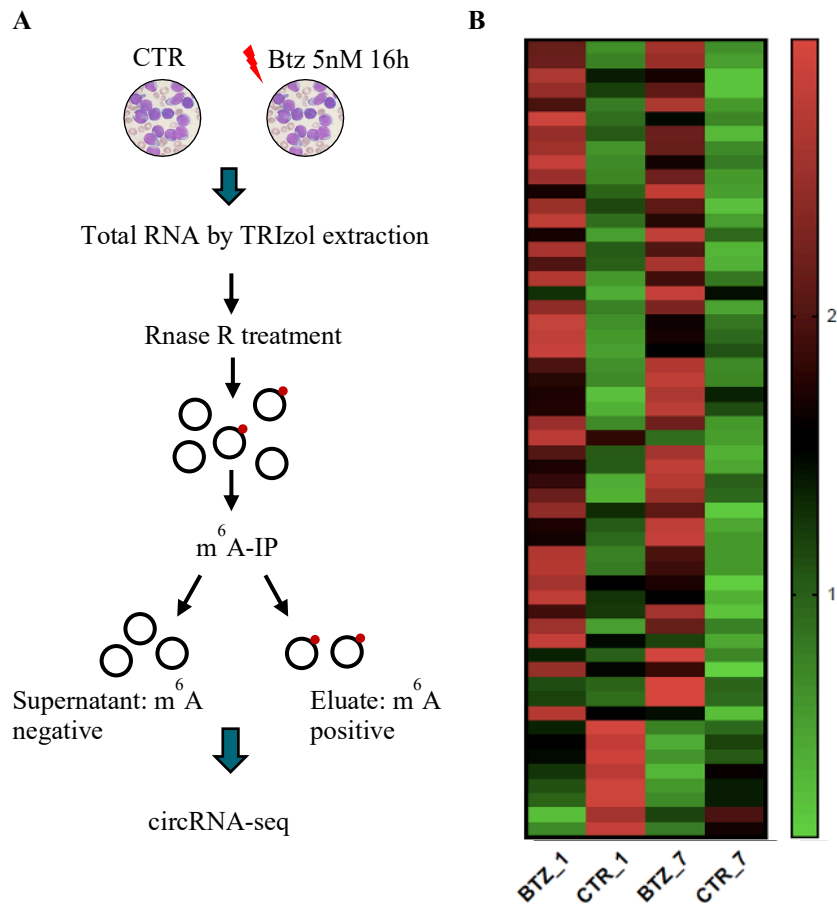 A
B
CTR
Btz 5nM 16h
Total RNA by TRIzol extraction
Rnase R treatment
m⁶A-IP
Supernatant: m⁶A
negative
Eluate: m⁶A
positive
circRNA-seq
2
1
BTZ_1
CTR_1
BTZ_7
CTR_7